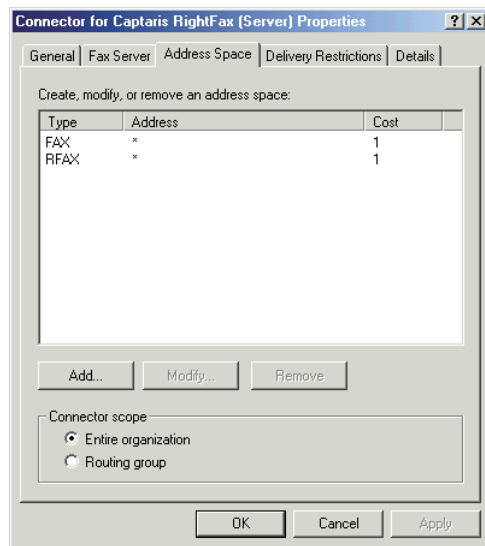 Connector for Captaris RightFax (Server) Properties ? ×
General Fax Server Address Space Delivery Restrictions Details
Create, modify, or remove an address space:
Type Address Cost
FAX * 1
RFAX * 1
Add... Modify... Remove
Connector scope
Entire organization
Routing group
OK Cancel Apply